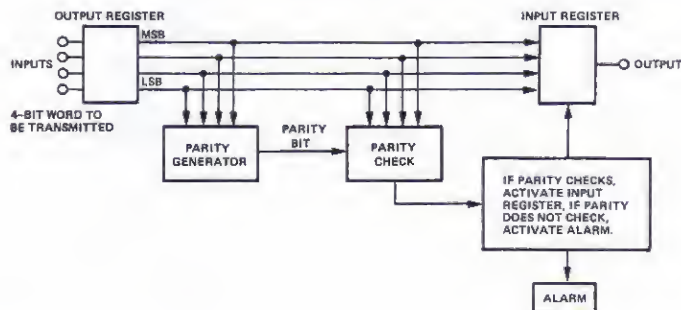 OUTPUT REGISTER
INPUT REGISTER
MSB
INPUTS
OUTPUT
LSB
4-BIT WORD TO
BE TRANSMITTED
PARITY
GENERATOR
PARITY
BIT
PARITY
CHECK
IF PARITY CHECKS,
ACTIVATE INPUT
REGISTER, IF PARITY
DOES NOT CHECK,
ACTIVATE ALARM.
ALARM